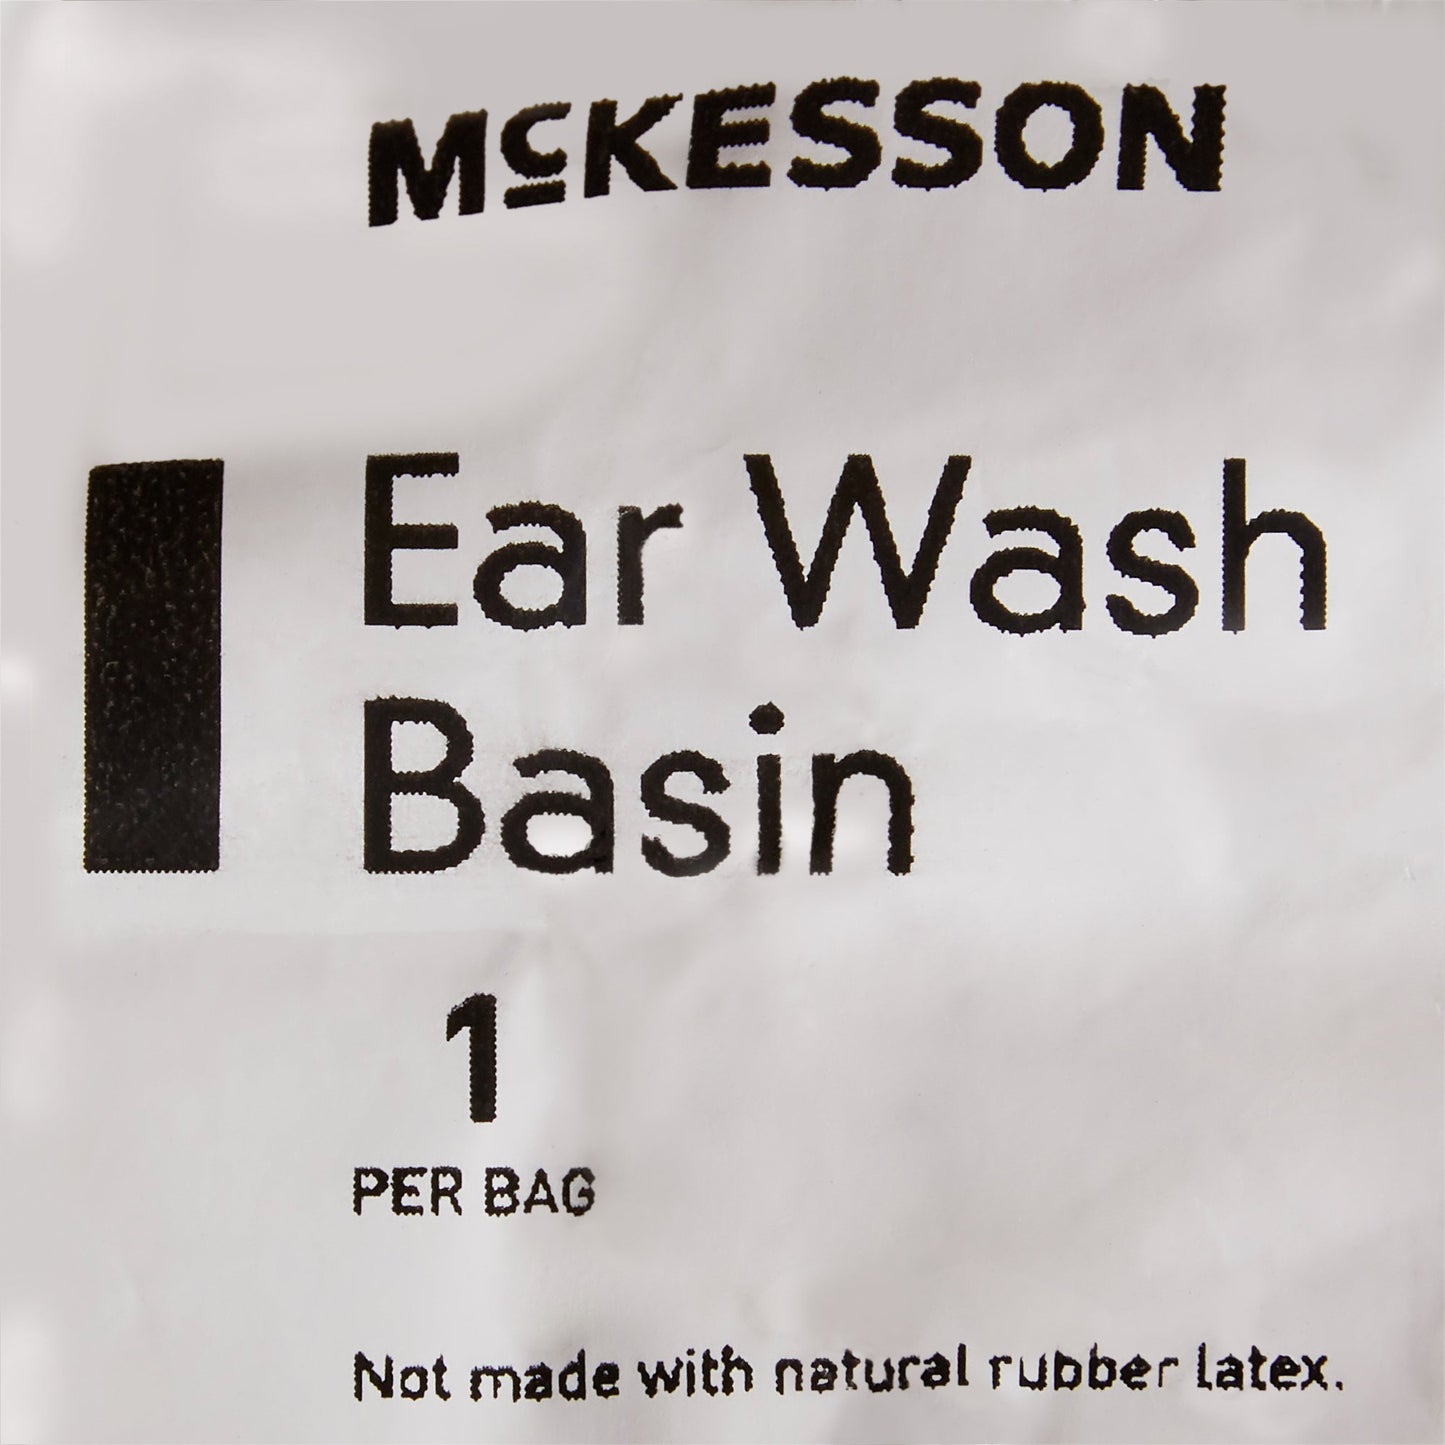 McKESSON
Ear Wash
Basin
1
PER BAG
Not made with natural rubber latex.